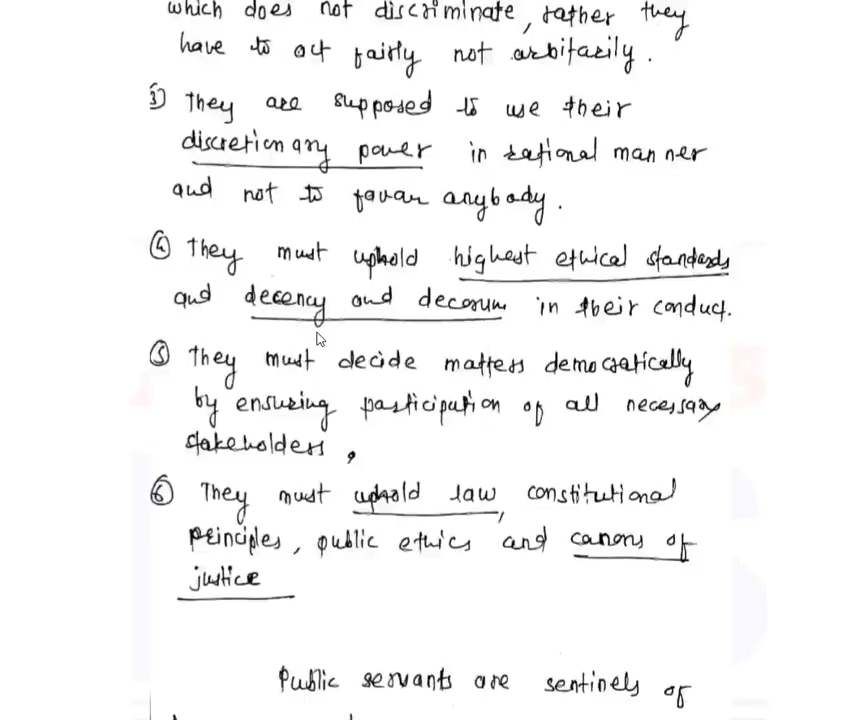 which does not discriminate, rather they
have to act fairly not arbitrarily.
③ They are supposed to use their
discretionary power in rational manner
and not to favour anybody.
④ They must uphold highest ethical standards
and decency and decorum in their conduct.
⑤ They must decide matters democratically
by ensuring participation of all necessary
stakeholders,
⑥ They must uphold law, constitutional
principles, public ethics and canons of
justice
Public servants are sentinels of